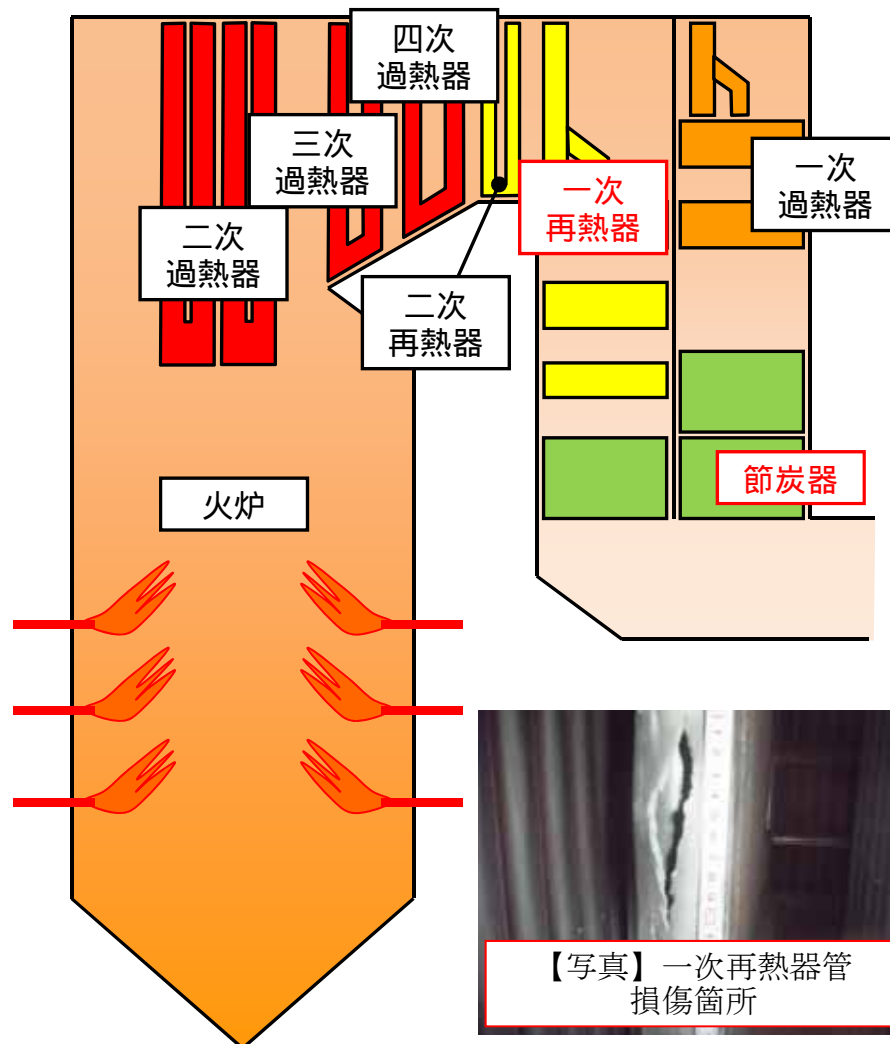 四次
過熱器
三次
過熱器
一次
過熱器
一次
再熱器
二次
過熱器
二次
再熱器
節炭器
火炉
【写真】一次再熱器管
損傷箇所